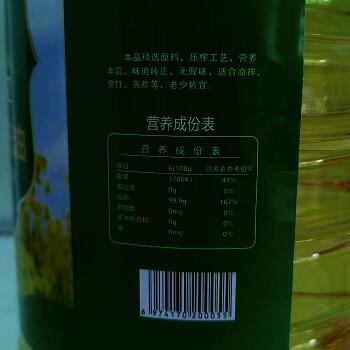 本品精选原料，压榨工艺，营养
丰富，味道纯正，无腥味，适合凉拌，
烹饪、煎炸等，老少皆宜。
营养成份表
营 养 成 份 表
项目 每100g 营养素参考值%
能量 3700KJ 44%
蛋白质 0g 0%
脂肪 99.9g 167%
胆固醇 0mg 0%
碳水化合物 0g 0%
钠 0mg 0%
6 974170 200055